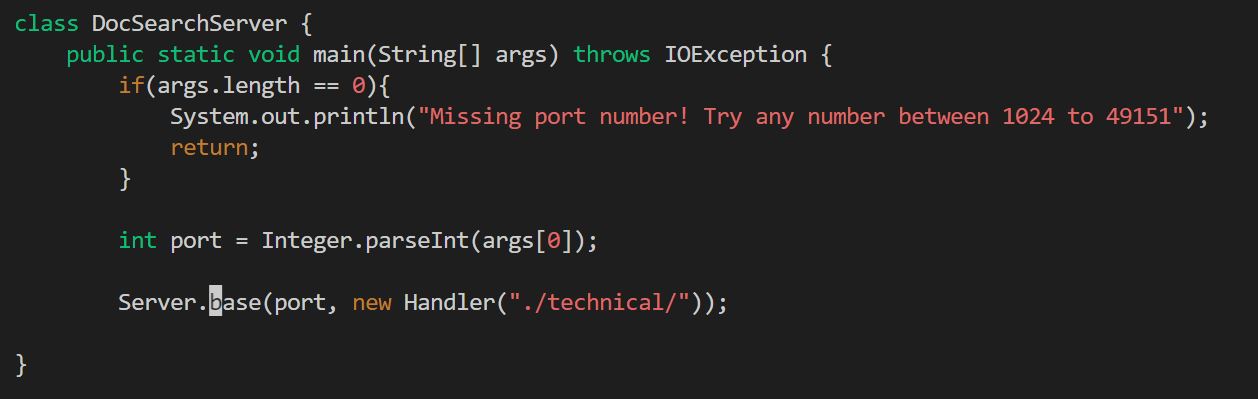 class DocSearchServer {
    public static void main(String[] args) throws IOException {
        if(args.length == 0){
            System.out.println("Missing port number! Try any number between 1024 to 49151");
            return;
        }

        int port = Integer.parseInt(args[0]);

        Server.base(port, new Handler("./technical/"));

}